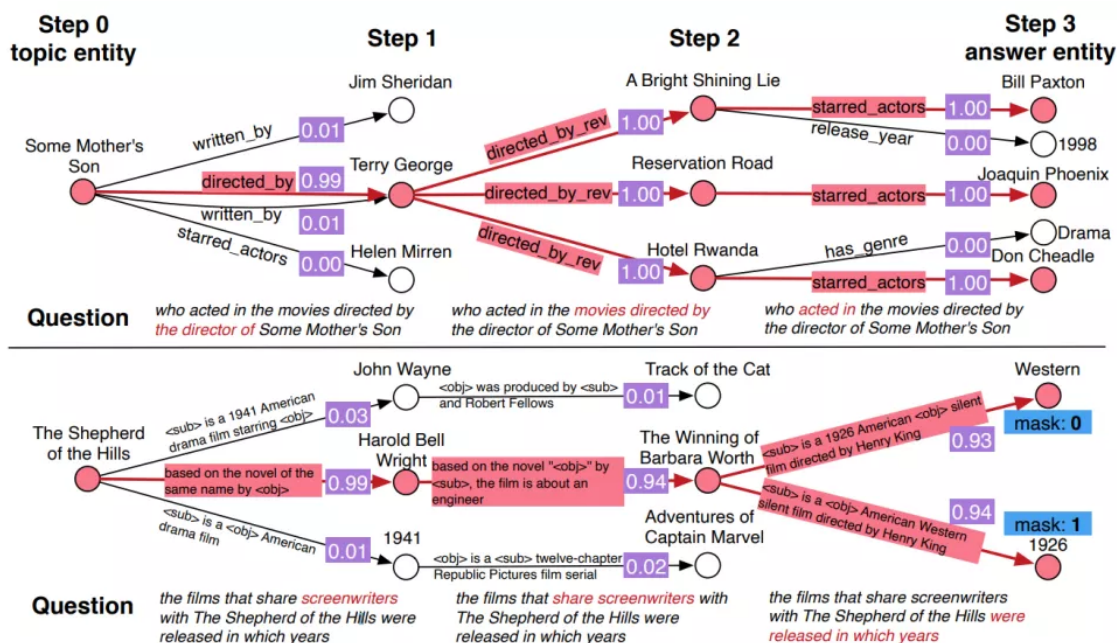 Step 0
topic entity
Step 1
Step 2
Step 3
answer entity
Jim Sheridan
A Bright Shining Lie
Bill Paxton
written_by
0.01
directed_by_rev
1.00
starred_actors
1.00
release_year
0.00
1998
Some Mother's
Son
Terry George
Reservation Road
Joaquin Phoenix
directed_by
0.99
directed_by_rev
1.00
starred_actors
1.00
written_by
0.01
starred_actors
0.00
Helen Mirren
directed_by_rev
1.00
Hotel Rwanda
has_genre
0.00
Drama
Don Cheadle
starred_actors
1.00
Question
who acted in the movies directed by
the director of Some Mother's Son
who acted in the movies directed by
the director of Some Mother's Son
who acted in the movies directed by
the director of Some Mother's Son
John Wayne
Track of the Cat
Western
<sub> is a 1941 American
drama film starring <obj>
0.03
<obj> was produced by <sub>
and Robert Fellows
0.01
mask: 0
The Shepherd
of the Hills
Harold Bell
Wright
The Winning of
Barbara Worth
<sub> is a 1926 American <obj> silent
film directed by Henry King
0.93
based on the novel of the
same name by <obj>
0.99
based on the novel "<obj>" by
<sub>, the film is about an
engineer
0.94
<sub> is a <obj> American Western
silent film directed by Henry King
0.94
mask: 1
1926
<sub> is a <obj> American
drama film
0.01
1941
<obj> is a <sub> twelve-chapter
Republic Pictures film serial
0.02
Adventures of
Captain Marvel
Question
the films that share screenwriters
with The Shepherd of the Hills were
released in which years
the films that share screenwriters with
The Shepherd of the Hills were
released in which years
the films that share screenwriters
with The Shepherd of the Hills were
released in which years